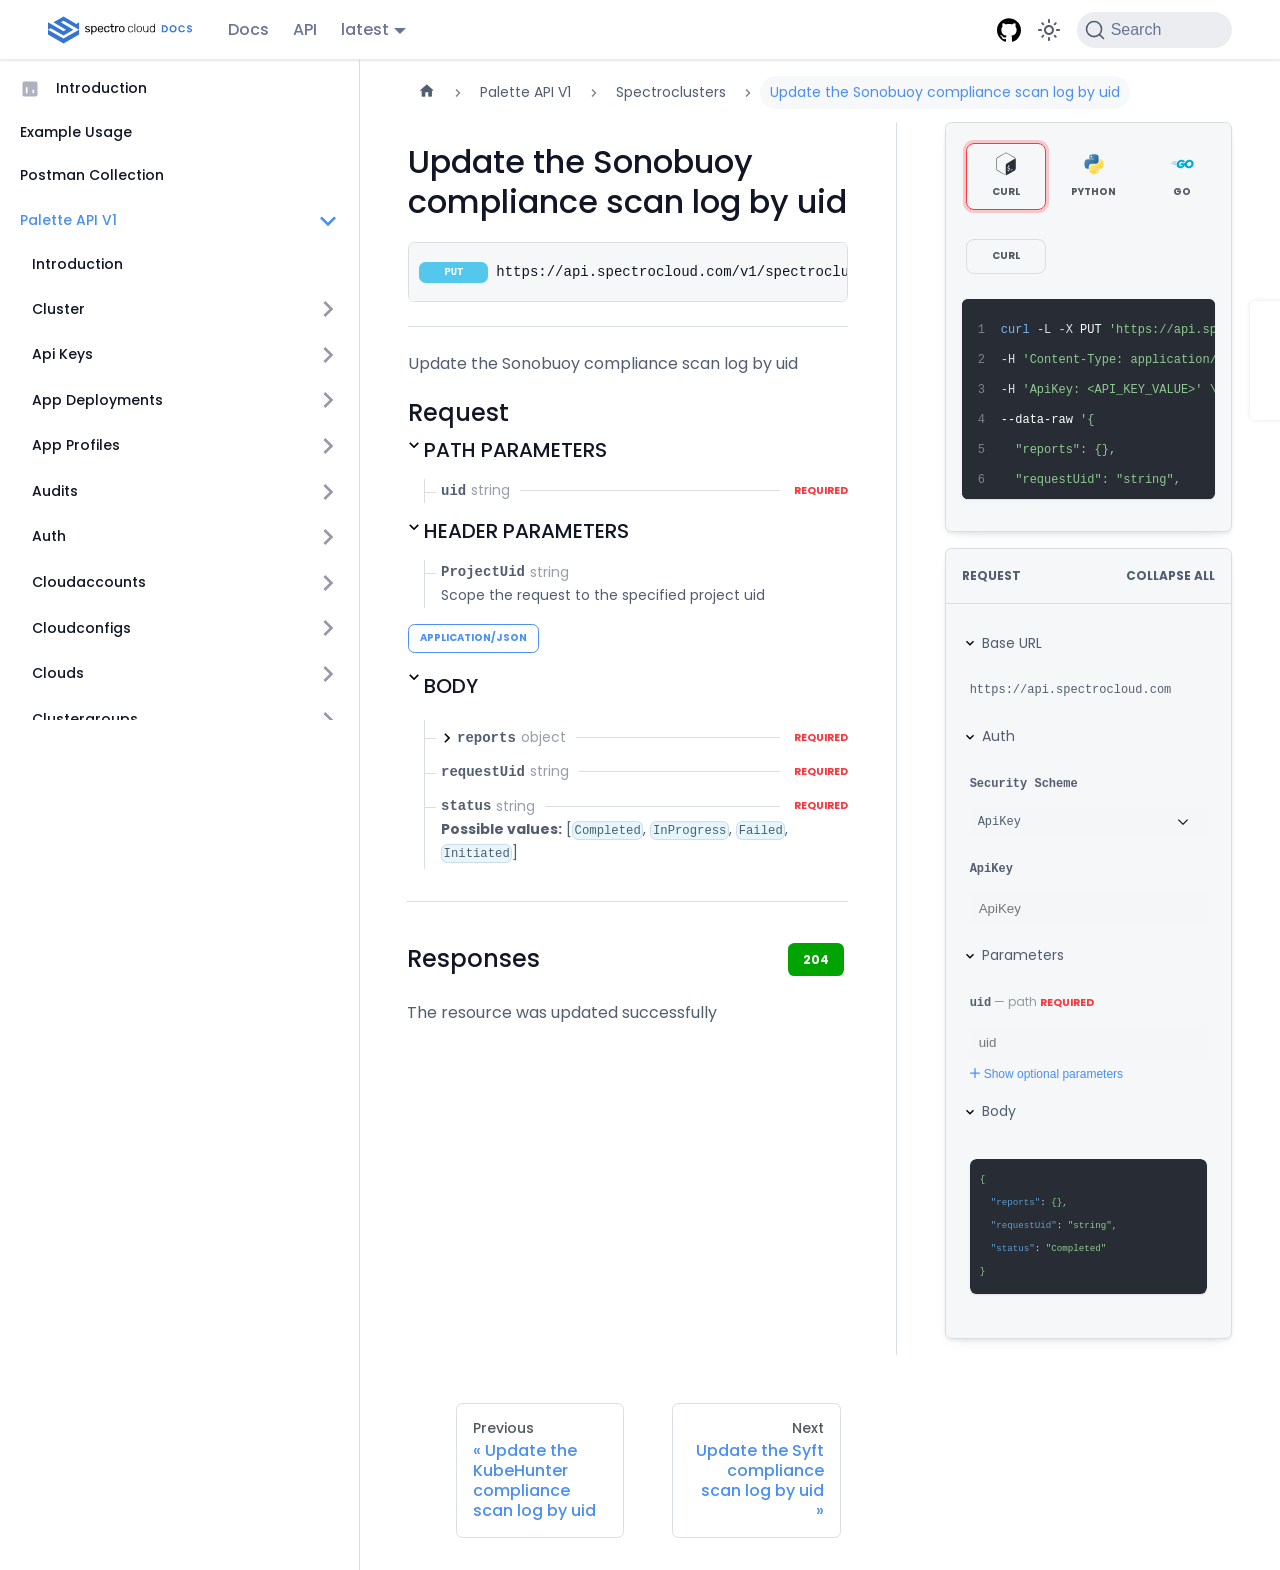 spectro cloud DOCS
Docs
API
latest
Search
Introduction
Example Usage
Postman Collection
Palette API V1
Introduction
Cluster
Api Keys
App Deployments
App Profiles
Audits
Auth
Cloudaccounts
Cloudconfigs
Clouds
Clustergroups
Palette API V1
Spectroclusters
Update the Sonobuoy compliance scan log by uid
Update the Sonobuoy
compliance scan log by uid
PUT
https://api.spectrocloud.com/v1/spectroclu
Update the Sonobuoy compliance scan log by uid
Request
PATH PARAMETERS
uid string REQUIRED
HEADER PARAMETERS
ProjectUid string
Scope the request to the specified project uid
APPLICATION/JSON
BODY
reports object REQUIRED
requestUid string REQUIRED
status string REQUIRED
Possible values: [Completed, InProgress, Failed,
Initiated]
Responses
204
The resource was updated successfully
CURL
PYTHON
GO
CURL
1 curl -L -X PUT 'https://api.sp
2 -H 'Content-Type: application/
3 -H 'ApiKey: <API_KEY_VALUE>' \
4 --data-raw '{
5 "reports": {},
6 "requestUid": "string",
REQUEST
COLLAPSE ALL
Base URL
https://api.spectrocloud.com
Auth
Security Scheme
ApiKey
ApiKey
ApiKey
Parameters
uid — path REQUIRED
uid
Show optional parameters
Body
{
"reports": {},
"requestUid": "string",
"status": "Completed"
}
Previous
« Update the
KubeHunter
compliance
scan log by uid
Next
Update the Syft
compliance
scan log by uid
»